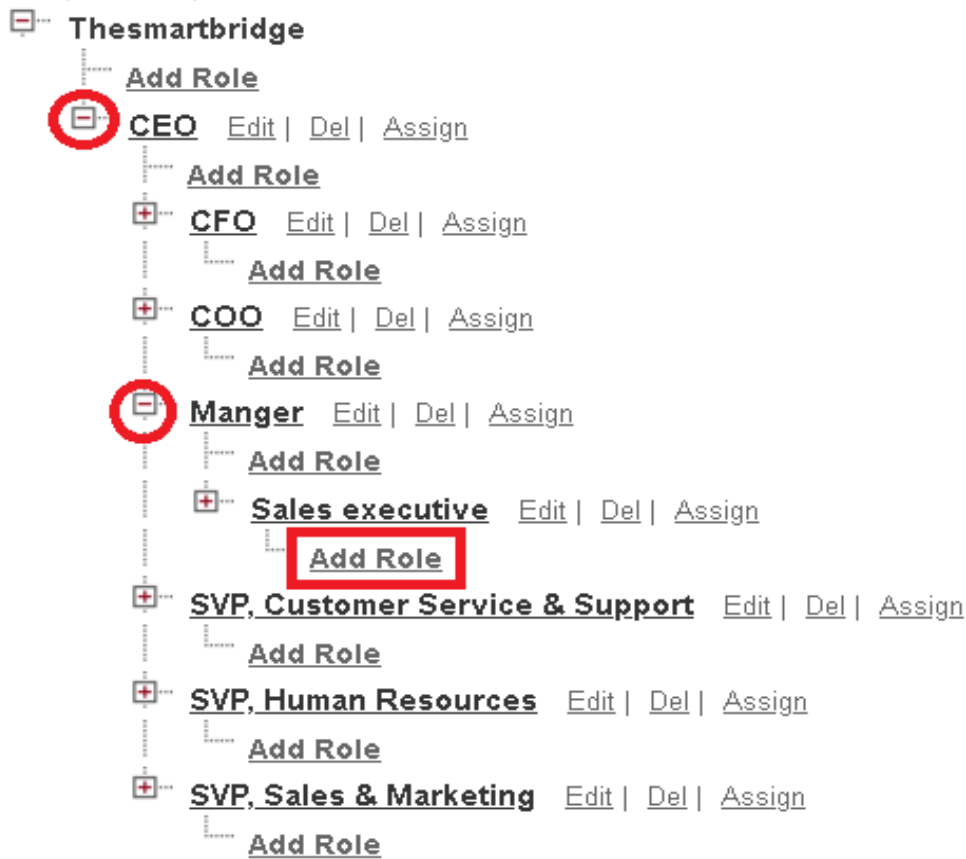 Thesmartbridge
Add Role
CEO Edit | Del | Assign
Add Role
CFO Edit | Del | Assign
Add Role
COO Edit | Del | Assign
Add Role
Manger Edit | Del | Assign
Add Role
Sales executive Edit | Del | Assign
Add Role
SVP, Customer Service & Support Edit | Del | Assign
Add Role
SVP, Human Resources Edit | Del | Assign
Add Role
SVP, Sales & Marketing Edit | Del | Assign
Add Role